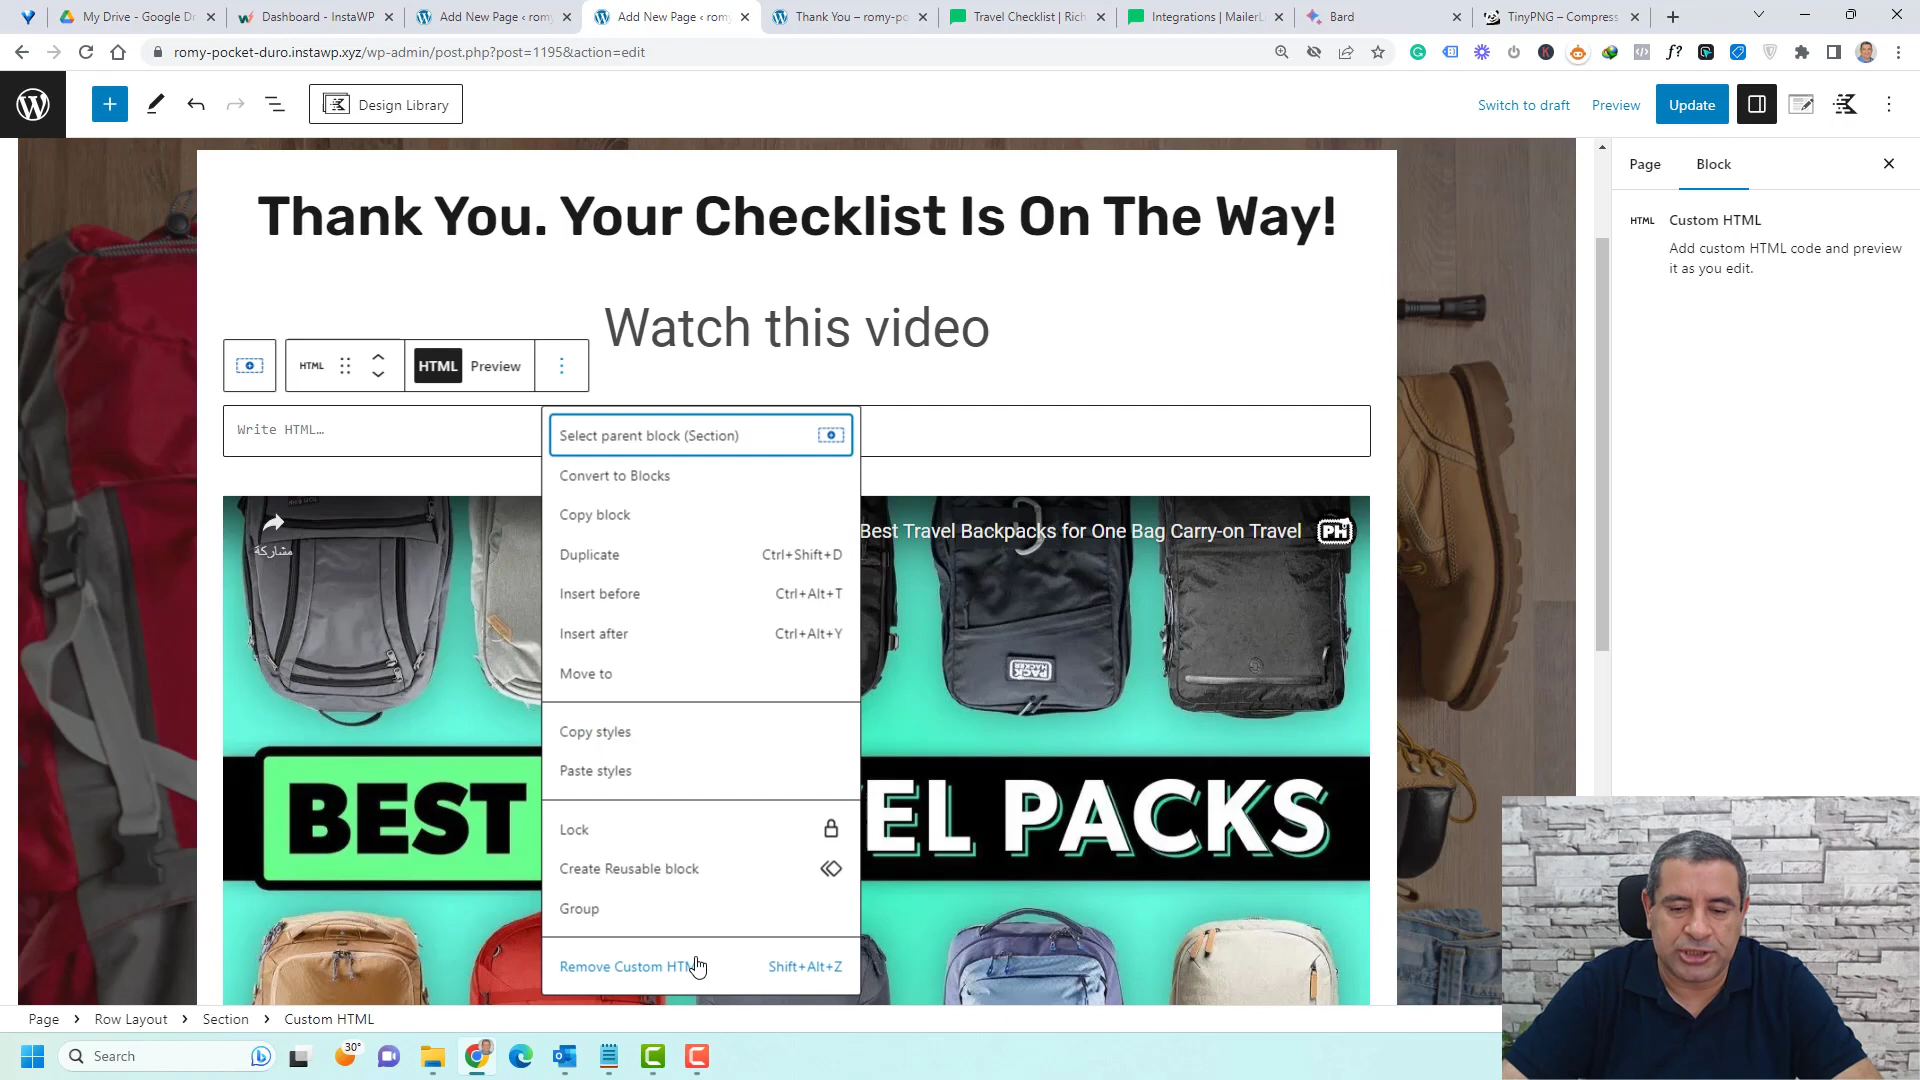 My Drive - Google Dr
Dashboard - InstaWP
Add New Page ‹ romy
Add New Page ‹ romy
Thank You – romy-po
Travel Checklist | Rich
Integrations | MailerL
Bard
TinyPNG – Compress
romy-pocket-duro.instawp.xyz/wp-admin/post.php?post=1195&action=edit
Design Library
Switch to draft
Preview
Update
Page
Block
HTML
Custom HTML
Add custom HTML code and preview
it as you edit.
Thank You. Your Checklist Is On The Way!
Watch this video
HTML
HTML
Preview
Write HTML…
Select parent block (Section)
Convert to Blocks
Copy block
Duplicate Ctrl+Shift+D
Insert before Ctrl+Alt+T
Insert after Ctrl+Alt+Y
Move to
Copy styles
Paste styles
Lock
Create Reusable block
Group
Remove Custom HTM Shift+Alt+Z
مشاركة
Best Travel Backpacks for One Bag Carry-on Travel
PH
PACK
HACKER
BEST
VEL PACKS
Page
Row Layout
Section
Custom HTML
Search
30°